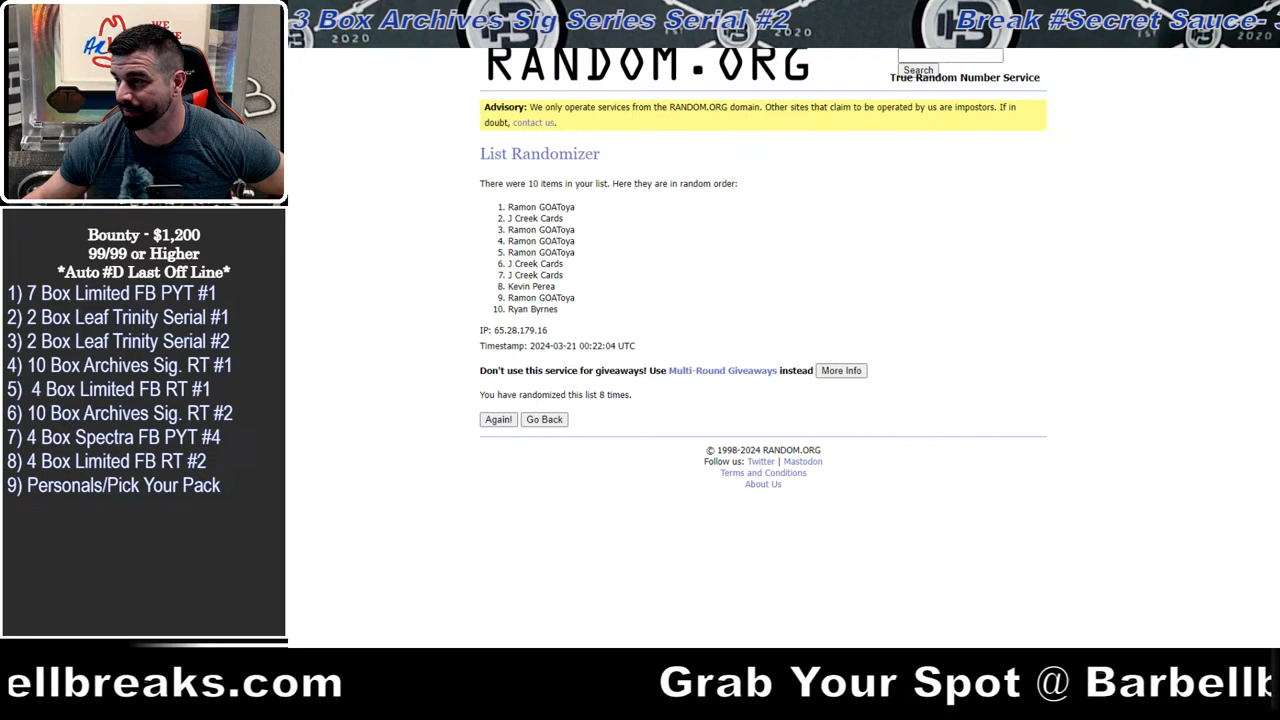 3 Box Archives Sig Series Serial #2
Break #Secret Sauce-
2020
2020
WE
RANDOM.ORG
Search
True Random Number Service
Advisory: We only operate services from the RANDOM.ORG domain. Other sites that claim to be operated by us are impostors. If in
doubt, contact us.
List Randomizer
There were 10 items in your list. Here they are in random order:
1. Ramon GOAToya
2. J Creek Cards
3. Ramon GOAToya
4. Ramon GOAToya
5. Ramon GOAToya
6. J Creek Cards
7. J Creek Cards
8. Kevin Perea
9. Ramon GOAToya
10. Ryan Byrnes
IP: 65.28.179.16
Timestamp: 2024-03-21 00:22:04 UTC
Don't use this service for giveaways! Use Multi-Round Giveaways instead More Info
You have randomized this list 8 times.
Again! Go Back
© 1998-2024 RANDOM.ORG
Follow us: Twitter | Mastodon
Terms and Conditions
About Us
Bounty - $1,200
99/99 or Higher
*Auto #D Last Off Line*
1) 7 Box Limited FB PYT #1
2) 2 Box Leaf Trinity Serial #1
3) 2 Box Leaf Trinity Serial #2
4) 10 Box Archives Sig. RT #1
5) 4 Box Limited FB RT #1
6) 10 Box Archives Sig. RT #2
7) 4 Box Spectra FB PYT #4
8) 4 Box Limited FB RT #2
9) Personals/Pick Your Pack
ellbreaks.com
Grab Your Spot @ Barbellb